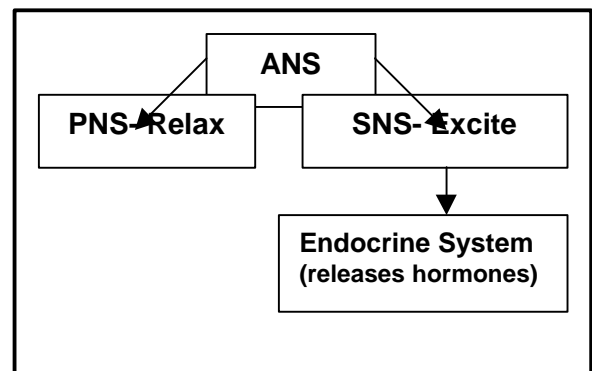 ANS
PNS- Relax
SNS- Excite
Endocrine System
(releases hormones)